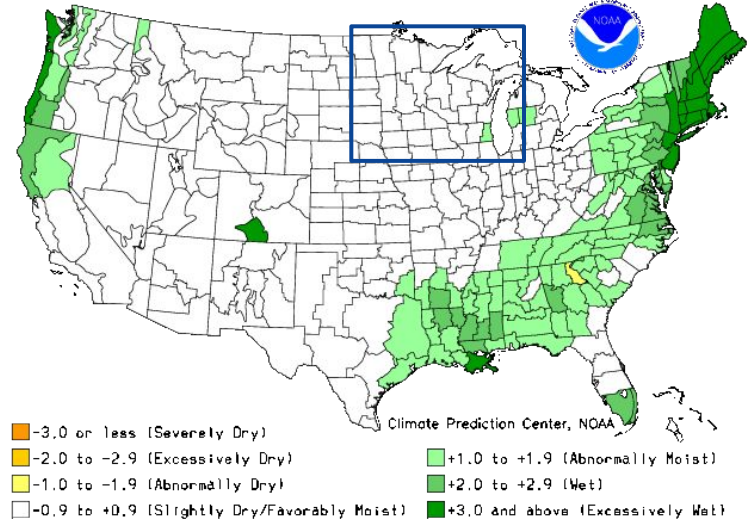 NOAA
Climate Prediction Center, NOAA
-3.0 or less (Severely Dry)
-2.0 to -2.9 (Excessively Dry)
-1.0 to -1.9 (Abnormally Dry)
-0.9 to +0.9 (Slightly Dry/Favorably Moist)
+1.0 to +1.9 (Abnormally Moist)
+2.0 to +2.9 (Wet)
+3.0 and above (Excessively Wet)